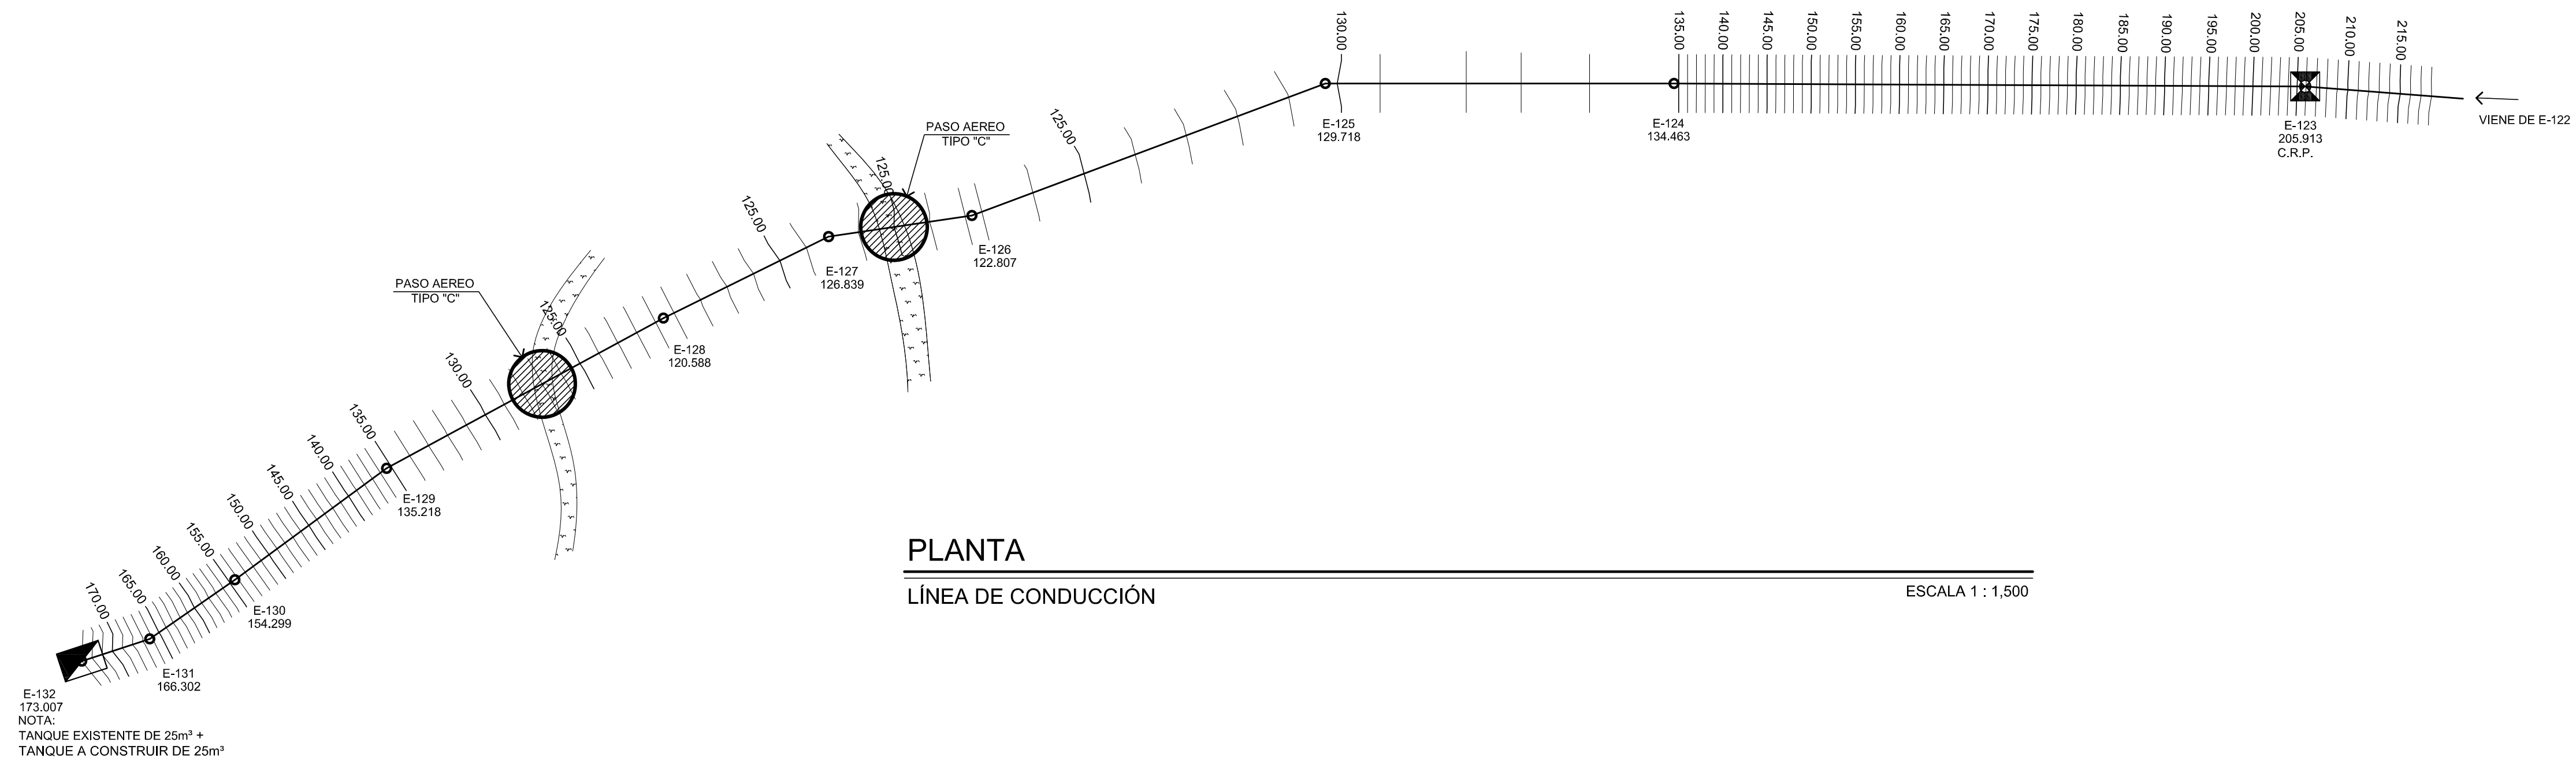 130.00
135.00
140.00
145.00
150.00
155.00
160.00
165.00
170.00
175.00
180.00
185.00
190.00
195.00
200.00
205.00
210.00
215.00
VIENE DE E-122
E-123
205.913
C.R.P.
E-124
134.463
E-125
129.718
125.00
PASO AEREO
TIPO "C"
125.00
E-126
122.807
E-127
126.839
125.00
E-128
120.588
PASO AEREO
TIPO "C"
125.00
130.00
135.00
E-129
135.218
140.00
145.00
150.00
155.00
E-130
154.299
160.00
165.00
170.00
E-131
166.302
E-132
173.007
NOTA:
TANQUE EXISTENTE DE 25m³ +
TANQUE A CONSTRUIR DE 25m³
PLANTA
LÍNEA DE CONDUCCIÓN
ESCALA 1 : 1,500